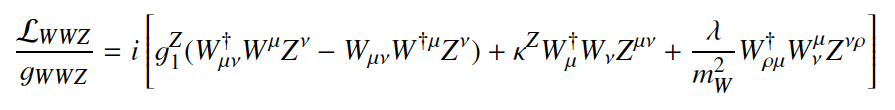 \frac{\mathcal{L}_{WWZ}}{g_{WWZ}} = i \left[ g_1^Z (W_{\mu\nu}^\dagger W^\mu Z^\nu - W_{\mu\nu} W^{\dagger\mu} Z^\nu) + \kappa^Z W_\mu^\dagger W_\nu Z^{\mu\nu} + \frac{\lambda}{m_W^2} W_{\rho\mu}^\dagger W_\nu^\mu Z^{\nu\rho} \right]